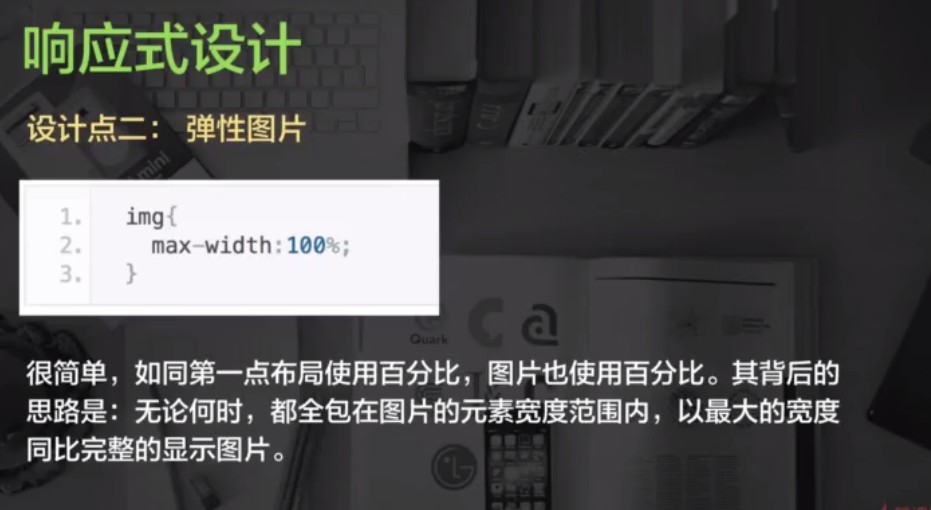 响应式设计
设计点二： 弹性图片
mini
1. img{
2. max-width:100%;
3. }
Quark
很简单，如同第一点布局使用百分比，图片也使用百分比。其背后的
思路是：无论何时，都全包在图片的元素宽度范围内，以最大的宽度
同比完整的显示图片。